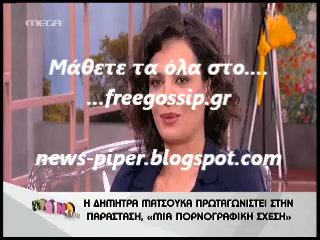 MEGA
Μάθετε τα όλα στο....
...freegossip.gr
news-piper.blogspot.com
Η ΔΗΜΗΤΡΑ ΜΑΤΣΟΥΚΑ ΠΡΩΤΑΓΩΝΙΣΤΕΙ ΣΤΗΝ
ΠΑΡΑΣΤΑΣΗ, «ΜΙΑ ΠΟΡΝΟΓΡΑΦΙΚΗ ΣΧΕΣΗ»